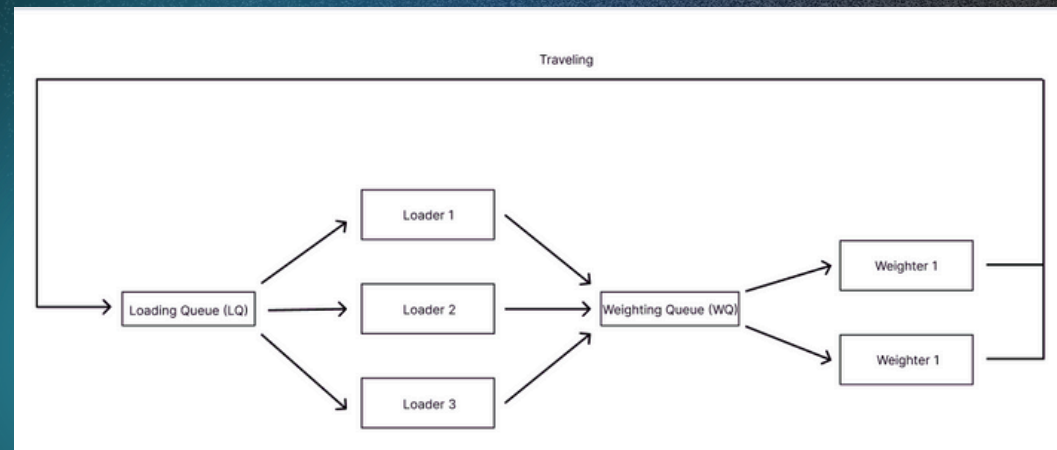 Traveling
Loader 1
Loading Queue (LQ)
Loader 2
Loader 3
Weighting Queue (WQ)
Weighter 1
Weighter 1